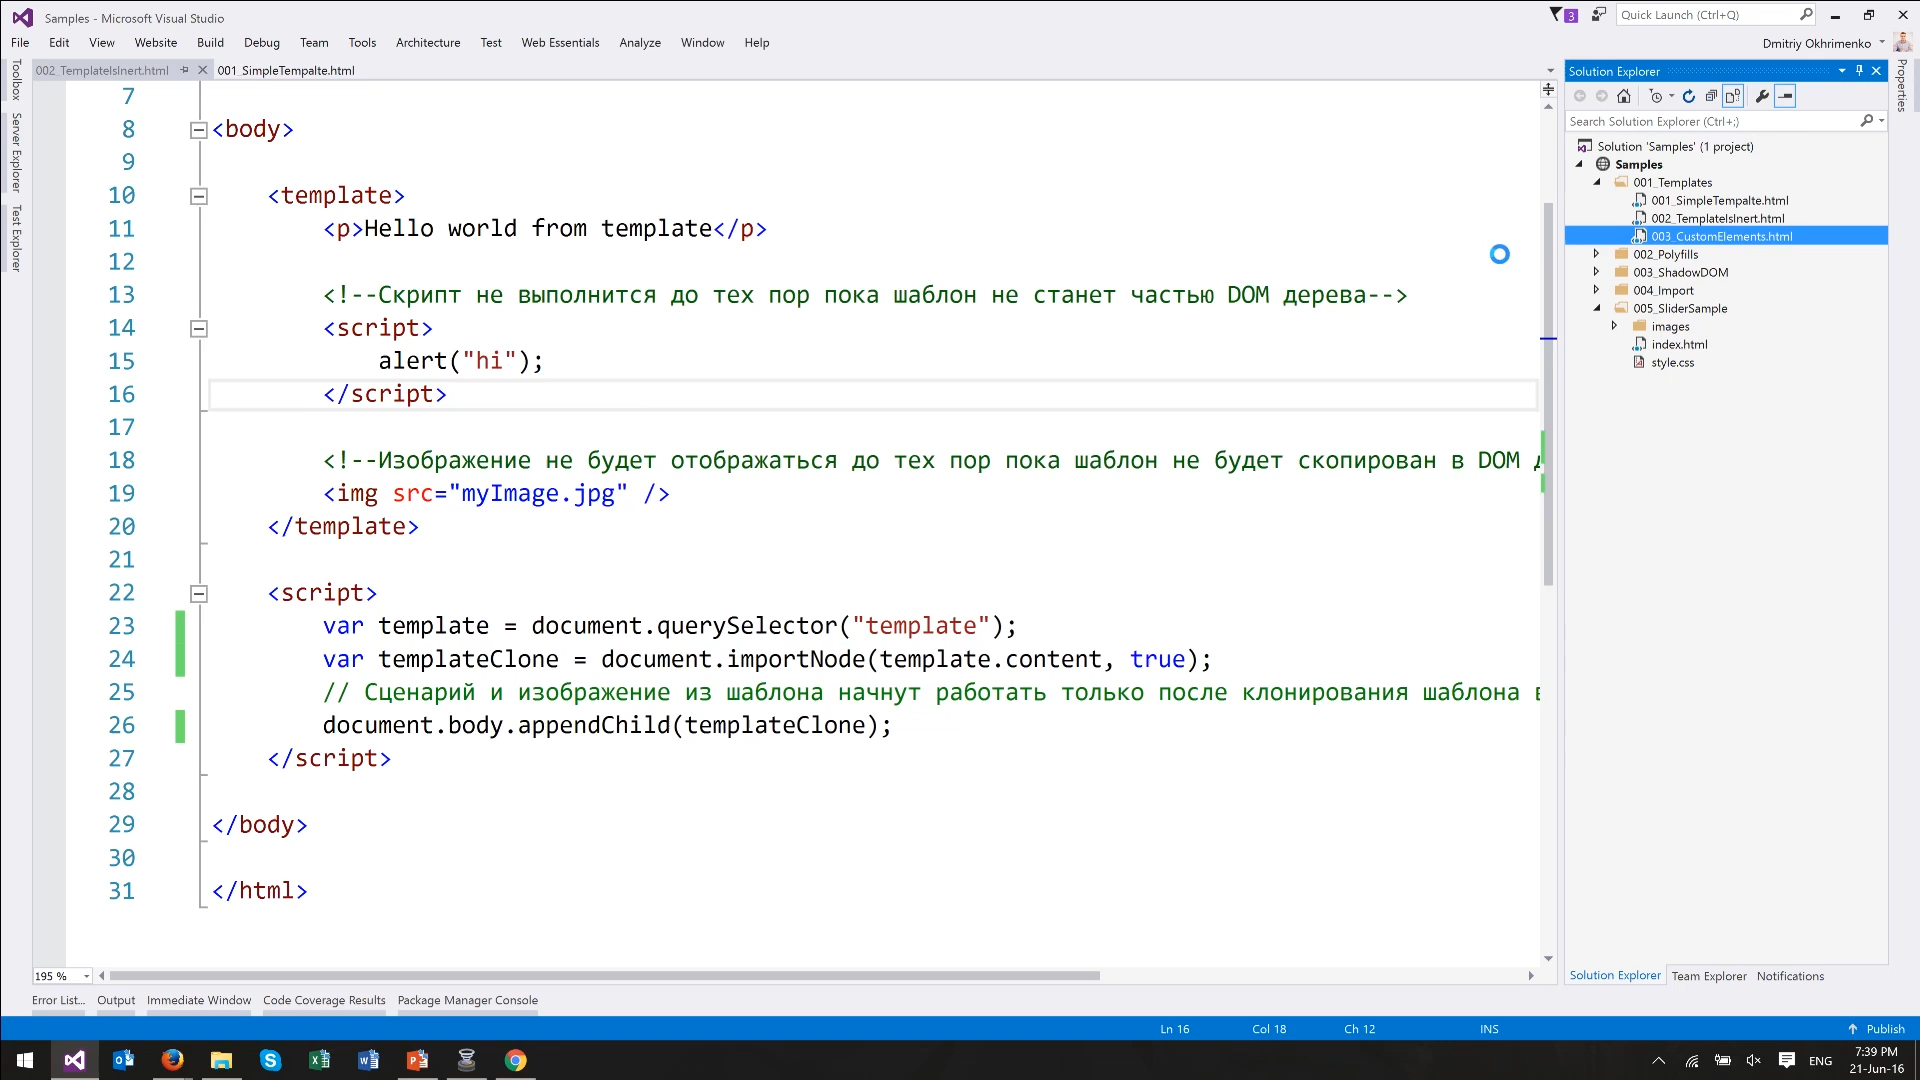 Samples - Microsoft Visual Studio
3
Quick Launch (Ctrl+Q)
File Edit View Website Build Debug Team Tools Architecture Test Web Essentials Analyze Window Help
Dmitriy Okhrimenko
Toolbox
Server Explorer
Test Explorer
002_TemplateIsInert.html
001_SimpleTempalte.html
7
8 <body>
9
10 <template>
11 <p>Hello world from template</p>
12
13 <!--Скрипт не выполнится до тех пор пока шаблон не станет частью DOM дерева-->
14 <script>
15 alert("hi");
16 </script>
17
18 <!--Изображение не будет отображаться до тех пор пока шаблон не будет скопирован в DOM
19 <img src="myImage.jpg" />
20 </template>
21
22 <script>
23 var template = document.querySelector("template");
24 var templateClone = document.importNode(template.content, true);
25 // Сценарий и изображение из шаблона начнут работать только после клонирования шаблона в
26 document.body.appendChild(templateClone);
27 </script>
28
29 </body>
30
31 </html>
195 %
Solution Explorer
Search Solution Explorer (Ctrl+;)
Solution 'Samples' (1 project)
Samples
001_Templates
001_SimpleTempalte.html
002_TemplateIsInert.html
003_CustomElements.html
002_Polyfills
003_ShadowDOM
004_Import
005_SliderSample
images
index.html
style.css
Properties
Solution Explorer Team Explorer Notifications
Error List... Output Immediate Window Code Coverage Results Package Manager Console
Ln 16 Col 18 Ch 12 INS Publish
ENG
7:39 PM
21-Jun-16